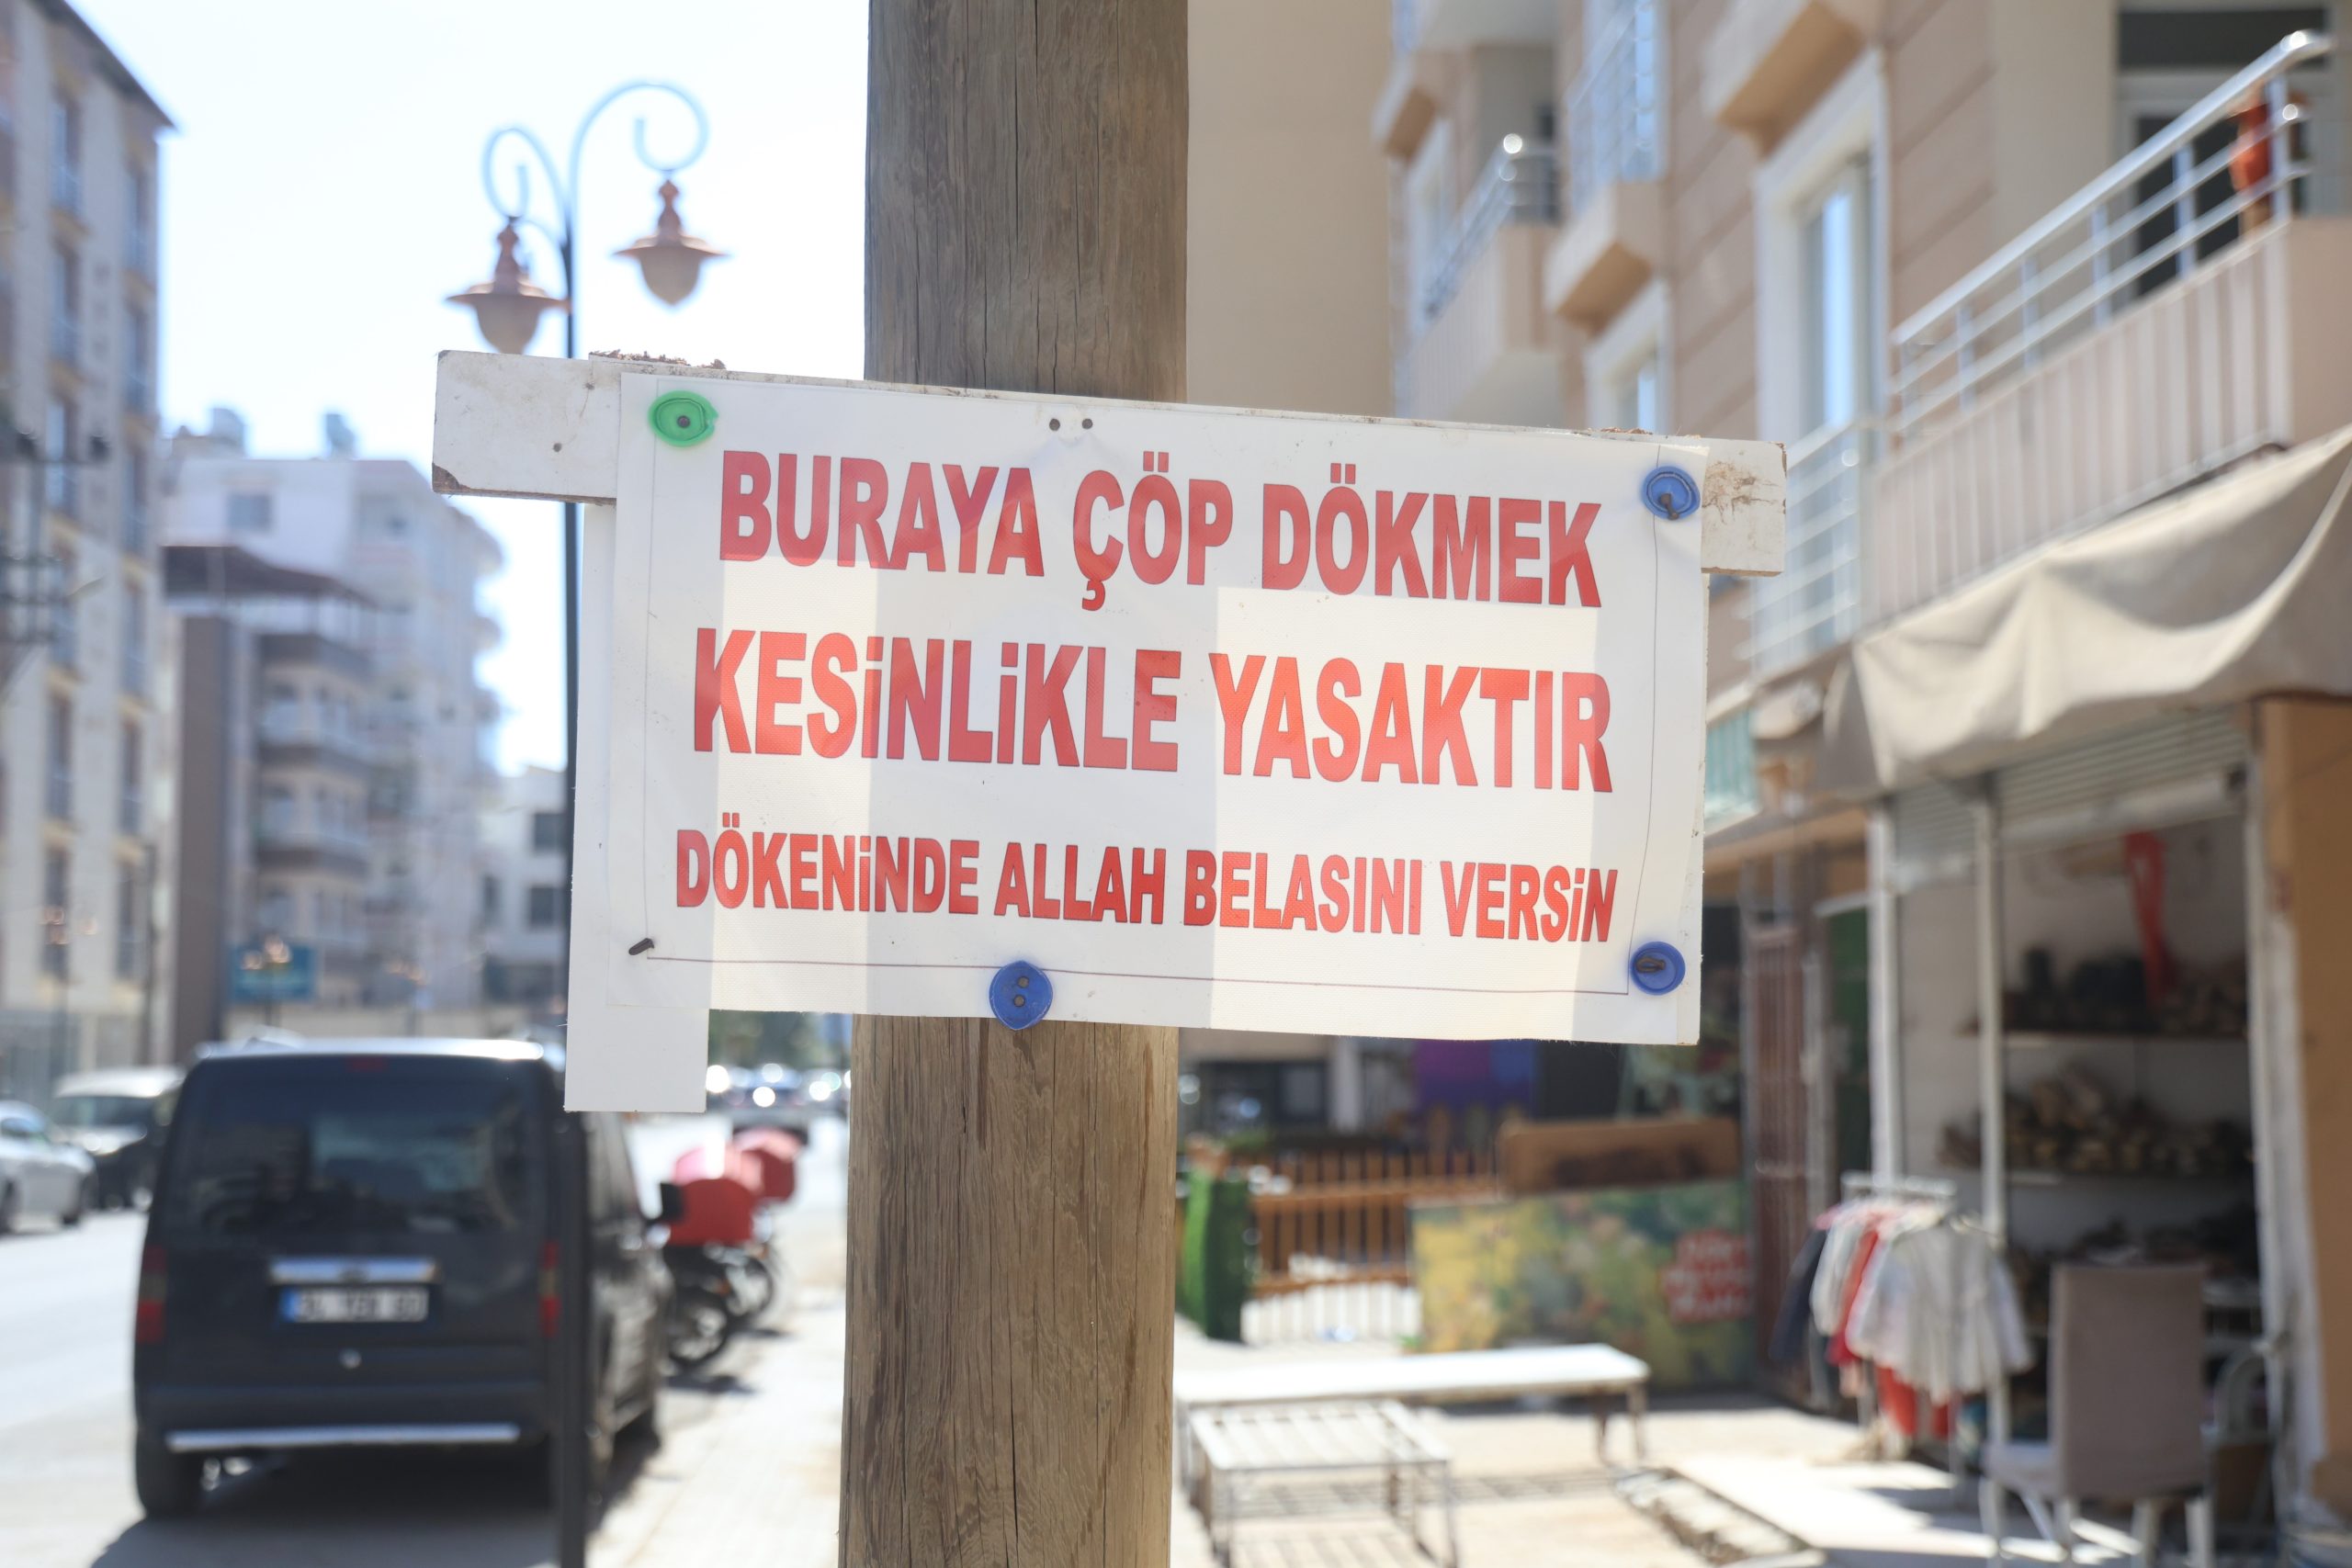 BURAYA ÇÖP DÖKMEK
KESiNLiKLE YASAKTIR
DÖKENiNDE ALLAH BELASINI VERSiN